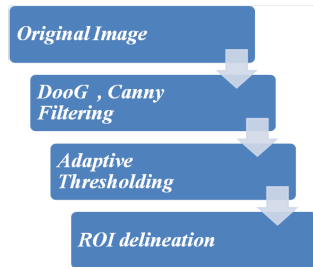 Original Image
DooG , Canny
Filtering
Adaptive
Thresholding
ROI delineation